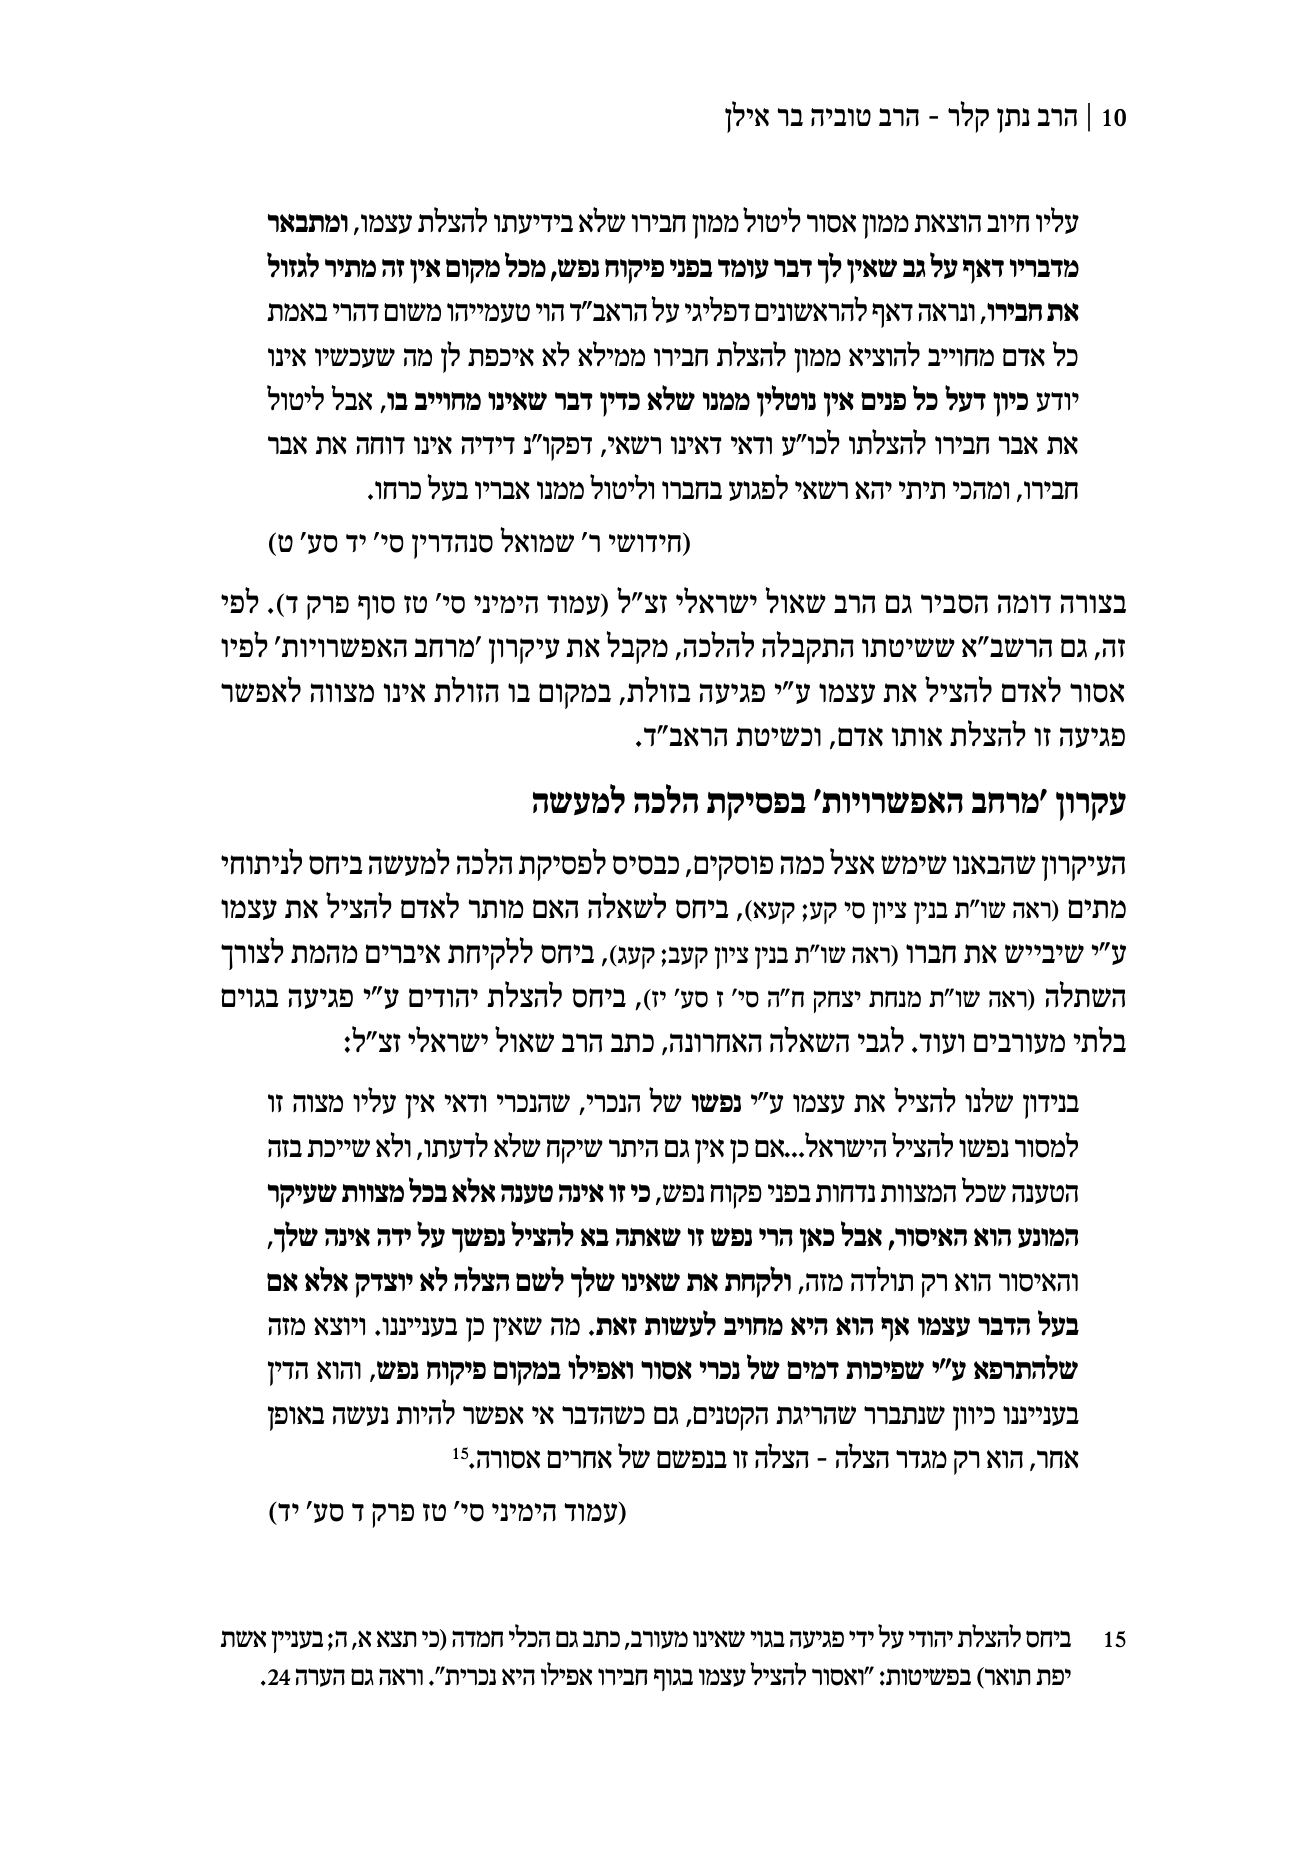 10 | הרב נתן קלר - הרב טוביה בר אילן
עליו חיוב הוצאת ממון אסור ליטול ממון חבירו שלא בידיעתו להצלת עצמו, ומתבאר
מדבריו דאף על גב שאין לך דבר עומד בפני פיקוח נפש, מכל מקום אין זה מתיר לגזול
את חבירו, ונראה דאף להראשונים דפליגי על הראב״ד הוי טעמייהו משום דהרי באמת
כל אדם מחוייב להוציא ממון להצלת חבירו ממילא לא איכפת לן מה שעכשיו אינו
יודע כיון דעל כל פנים אין נוטלין ממנו שלא כדין דבר שאינו מחוייב בו, אבל ליטול
את אבר חבירו להצלתו לכו״ע ודאי דאינו רשאי, דפקו״נ דידיה אינו דוחה את אבר
חבירו, ומהכי תיתי יהא רשאי לפגוע בחברו וליטול ממנו אבריו בעל כרחו.
(חידושי ר׳ שמואל סנהדרין סי׳ יד סע׳ ט)
בצורה דומה הסביר גם הרב שאול ישראלי זצ״ל (עמוד הימיני סי׳ טז סוף פרק ד). לפי
זה, גם הרשב״א ששיטתו התקבלה להלכה, מקבל את עיקרון ׳מרחב האפשרויות׳ לפיו
אסור לאדם להציל את עצמו ע״י פגיעה בזולת, במקום בו הזולת אינו מצווה לאפשר
פגיעה זו להצלת אותו אדם, וכשיטת הראב״ד.
עקרון ׳מרחב האפשרויות׳ בפסיקת הלכה למעשה
העיקרון שהבאנו שימש אצל כמה פוסקים, כבסיס לפסיקת הלכה למעשה ביחס לניתוחי
מתים (ראה שו״ת בנין ציון סי קע; קעא), ביחס לשאלה האם מותר לאדם להציל את עצמו
ע״י שיבייש את חברו (ראה שו״ת בנין ציון קעב; קעג), ביחס ללקיחת איברים מהמת לצורך
השתלה (ראה שו״ת מנחת יצחק ח״ה סי׳ ז סע׳ יז), ביחס להצלת יהודים ע״י פגיעה בגוים
בלתי מעורבים ועוד. לגבי השאלה האחרונה, כתב הרב שאול ישראלי זצ״ל:
בנידון שלנו להציל את עצמו ע״י נפשו של הנכרי, שהנכרי ודאי אין עליו מצוה זו
למסור נפשו להציל הישראל...אם כן אין גם היתר שיקח שלא לדעתו, ולא שייכת בזה
הטענה שכל המצוות נדחות בפני פקוח נפש, כי זו אינה טענה אלא בכל מצוות שעיקר
המונע הוא האיסור, אבל כאן הרי נפש זו שאתה בא להציל נפשך על ידה אינה שלך,
והאיסור הוא רק תולדה מזה, ולקחת את שאינו שלך לשם הצלה לא יוצדק אלא אם
בעל הדבר עצמו אף הוא היא מחויב לעשות זאת. מה שאין כן בענייננו. ויוצא מזה
שלהתרפא ע״י שפיכות דמים של נכרי אסור ואפילו במקום פיקוח נפש, והוא הדין
בענייננו כיוון שנתברר שהריגת הקטנים, גם כשהדבר אי אפשר להיות נעשה באופן
אחר, הוא רק מגדר הצלה - הצלה זו בנפשם של אחרים אסורה.15
(עמוד הימיני סי׳ טז פרק ד סע׳ יד)
15 ביחס להצלת יהודי על ידי פגיעה בגוי שאינו מעורב, כתב גם הכלי חמדה (כי תצא א, ה; בעניין אשת
יפת תואר) בפשיטות: ״ואסור להציל עצמו בגוף חבירו אפילו היא נכרית״. וראה גם הערה 24.